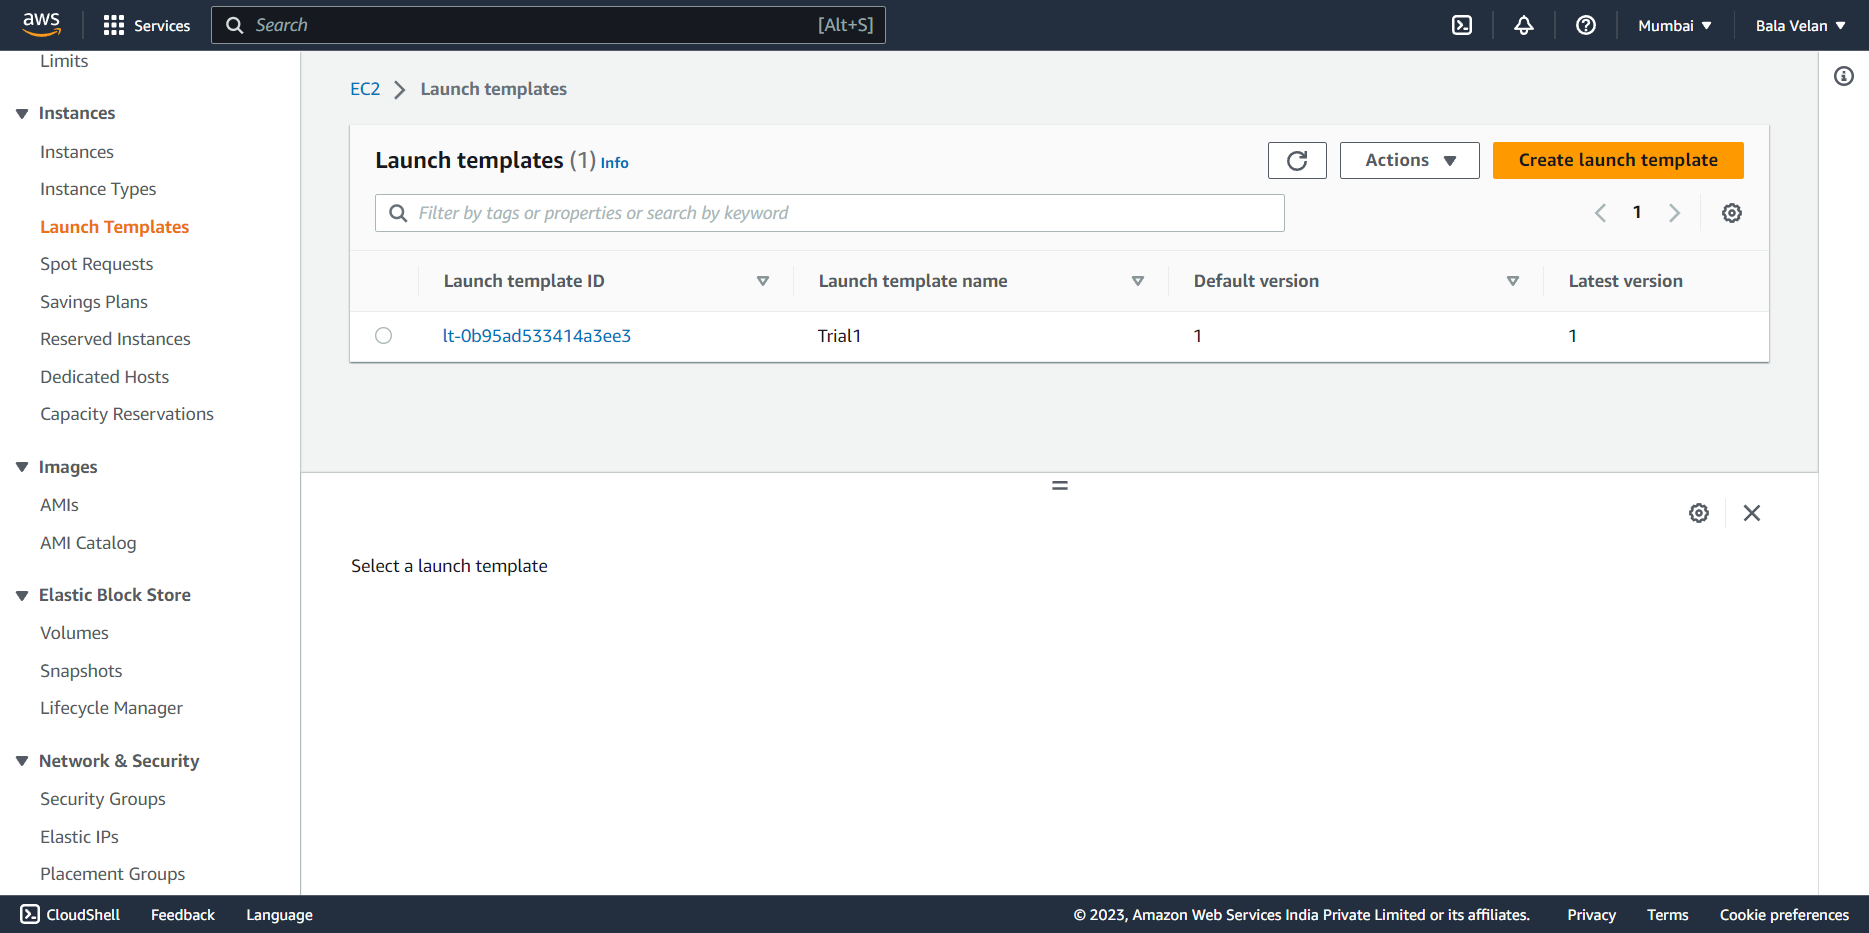 aws Services Search [Alt+S] Mumbai Bala Velan
Limits
Instances
Instances
Instance Types
Launch Templates
Spot Requests
Savings Plans
Reserved Instances
Dedicated Hosts
Capacity Reservations
Images
AMIs
AMI Catalog
Elastic Block Store
Volumes
Snapshots
Lifecycle Manager
Network & Security
Security Groups
Elastic IPs
Placement Groups
EC2 Launch templates
Launch templates (1) Info Actions Create launch template
Filter by tags or properties or search by keyword 1
Launch template ID Launch template name Default version Latest version
lt-0b95ad533414a3ee3 Trial1 1 1
Select a launch template
CloudShell Feedback Language © 2023, Amazon Web Services India Private Limited or its affiliates. Privacy Terms Cookie preferences